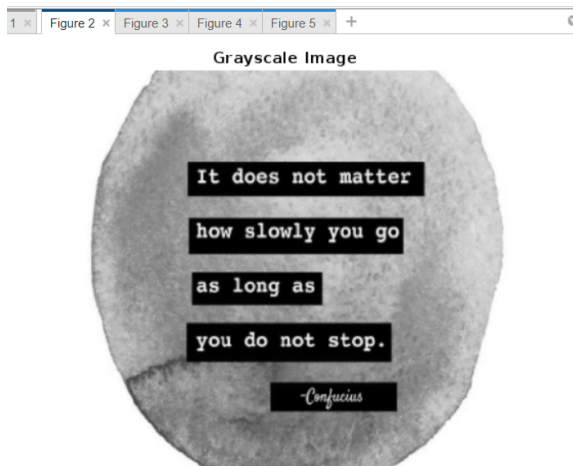 1 × Figure 2 × Figure 3 × Figure 4 × Figure 5 × +
Grayscale Image
It does not matter
how slowly you go
as long as
you do not stop.
-Confucius